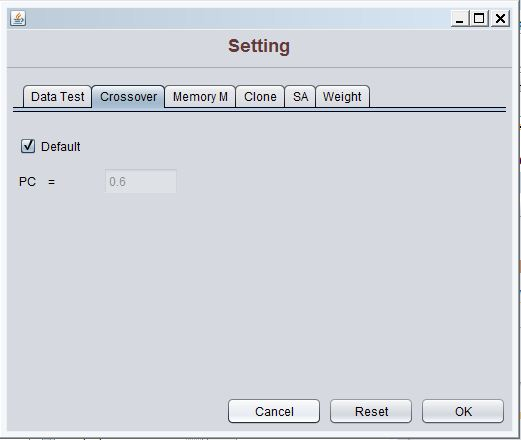 Setting
Data Test Crossover Memory M Clone SA Weight
Default
PC = 0.6
Cancel Reset OK